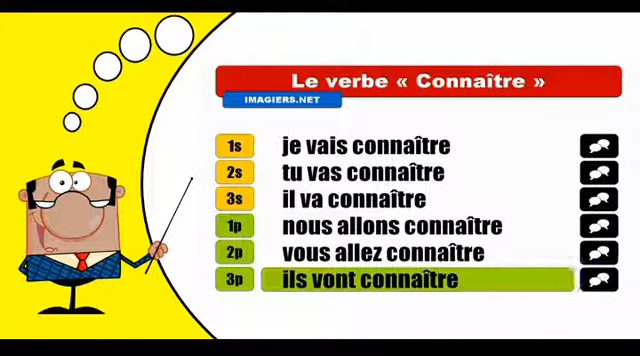 Le verbe « Connaître »
IMAGIERS.NET
1s je vais connaître
2s tu vas connaître
3s il va connaître
1p nous allons connaître
2p vous allez connaître
3p ils vont connaître